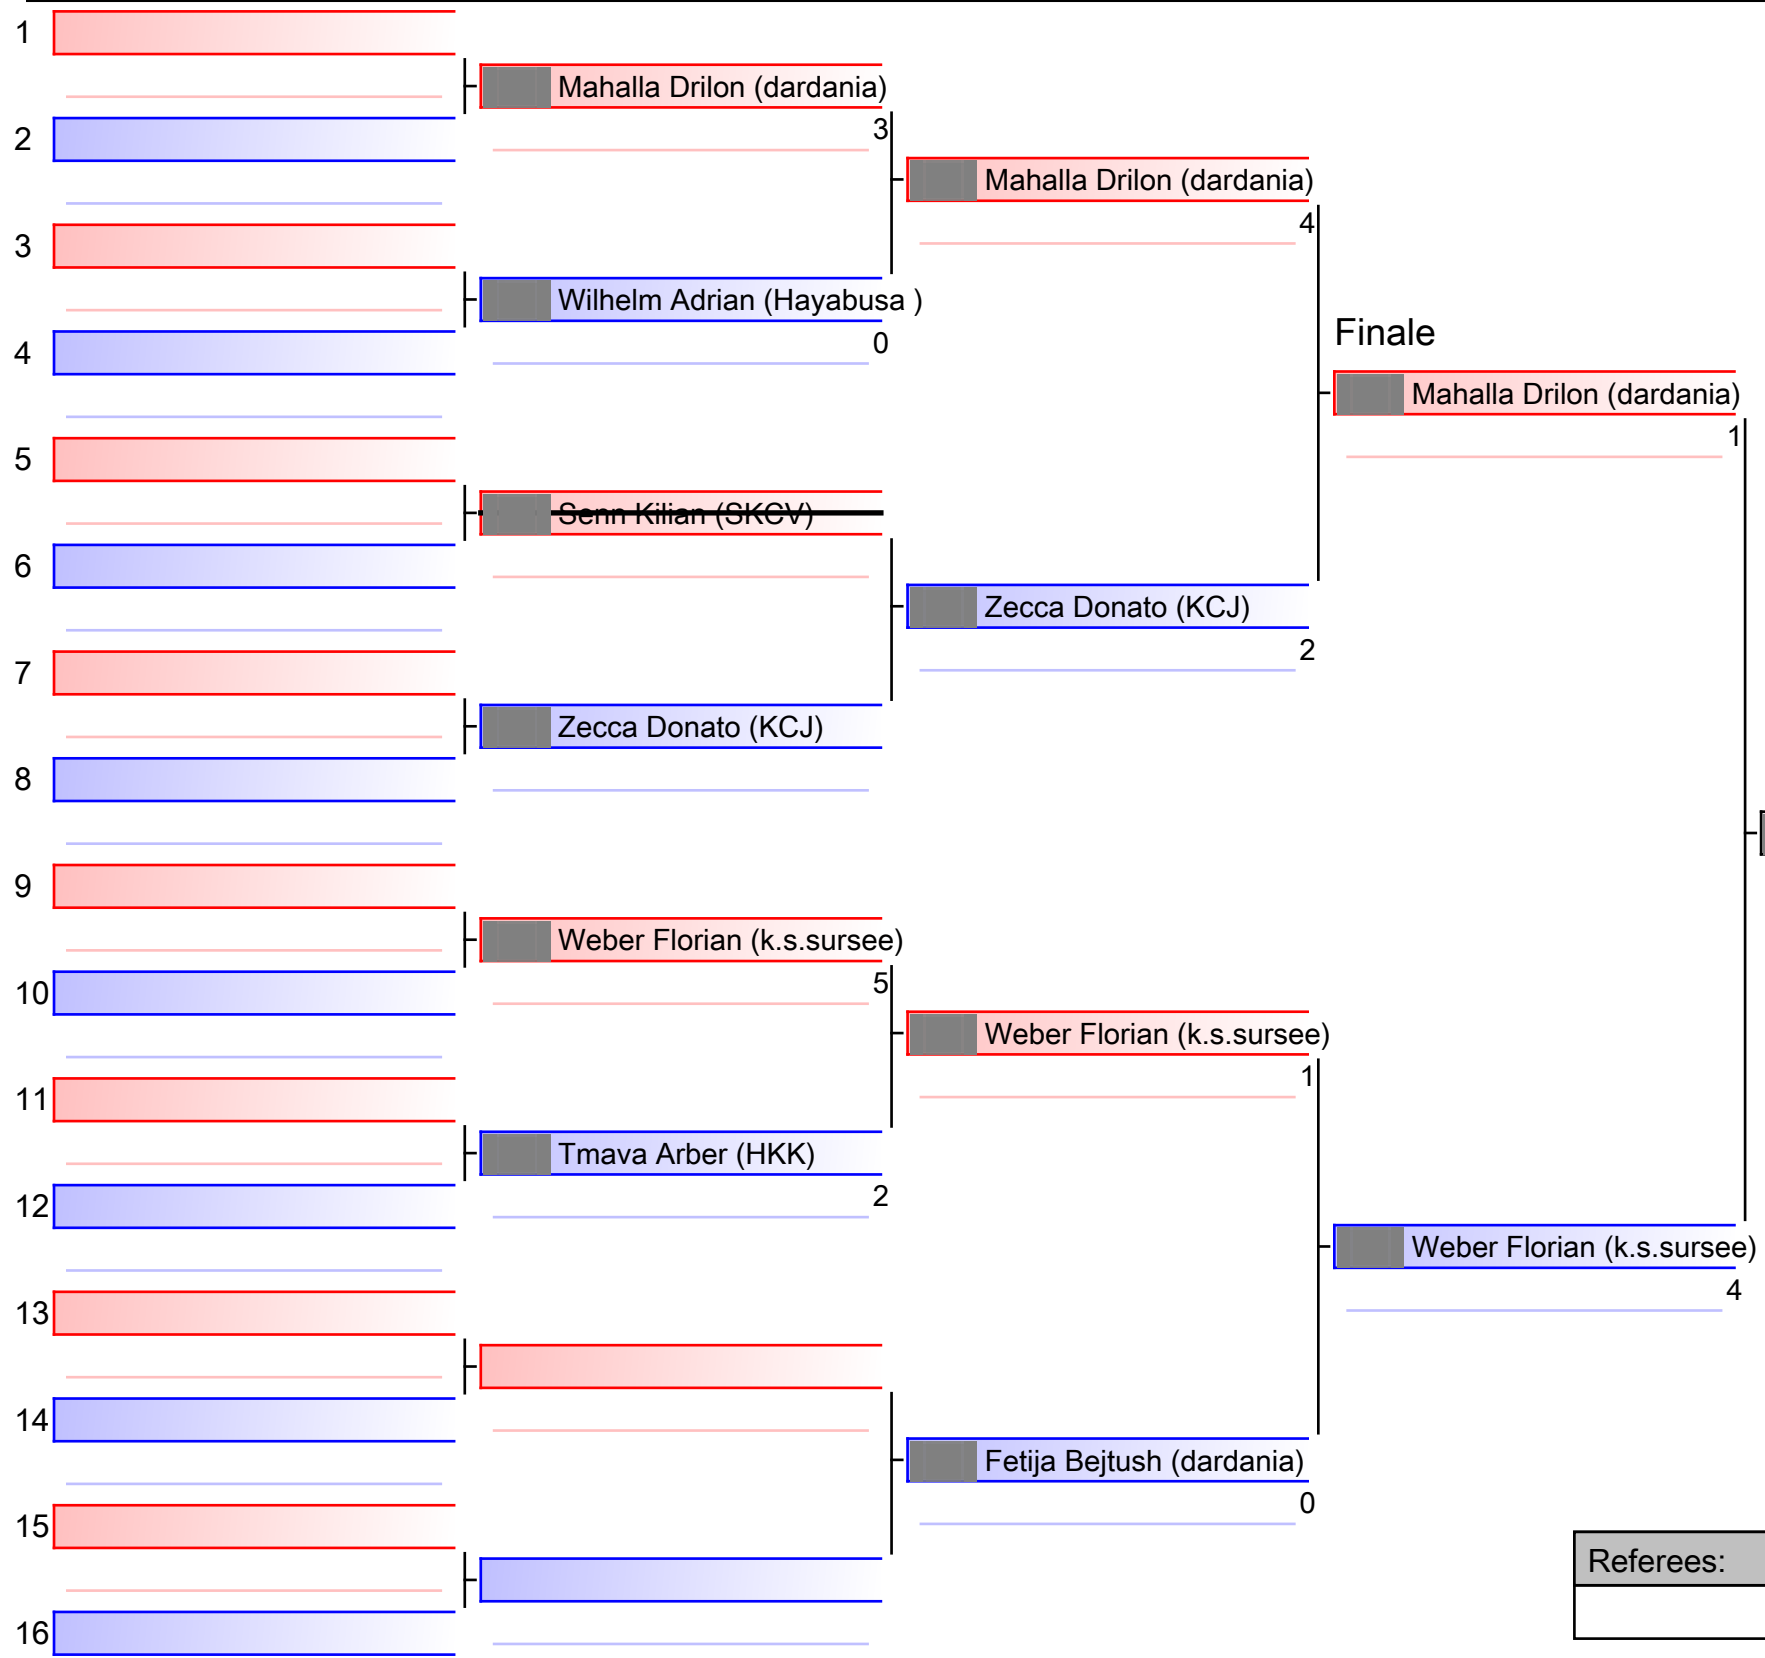 1
Mahalla Drilon (dardania)
3
2
Mahalla Drilon (dardania)
4
3
Wilhelm Adrian (Hayabusa )
0
4
Finale
Mahalla Drilon (dardania)
1
5
Senn Kilian (SKCV)
6
Zecca Donato (KCJ)
2
7
Zecca Donato (KCJ)
8
9
Weber Florian (k.s.sursee)
5
10
Weber Florian (k.s.sursee)
1
11
Tmava Arber (HKK)
2
12
Weber Florian (k.s.sursee)
4
13
14
Fetija Bejtush (dardania)
0
15
Referees:
16